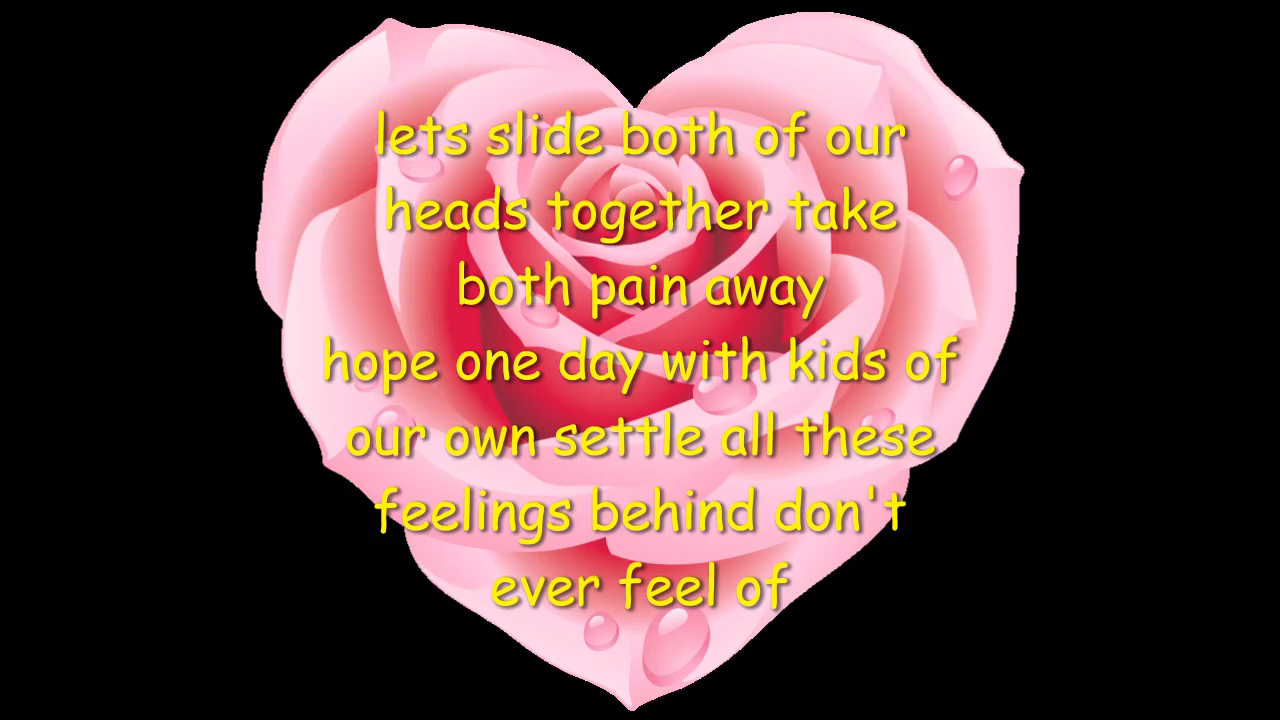 lets slide both of our
heads together take
both pain away
hope one day with kids of
our own settle all these
feelings behind don't
ever feel of